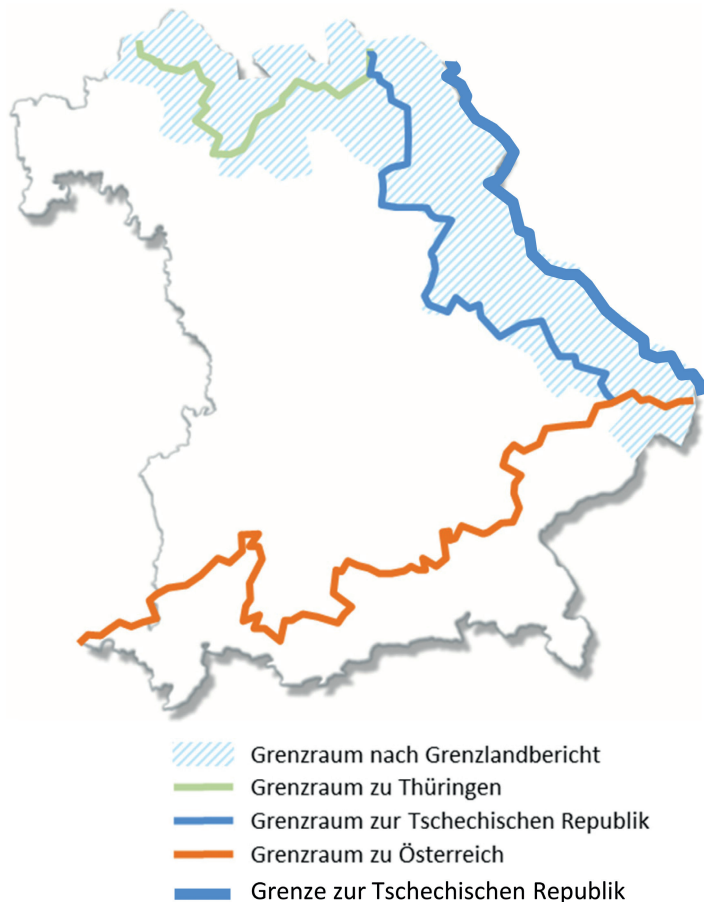 Grenzraum nach Grenzlandbericht
Grenzraum zu Thüringen
Grenzraum zur Tschechischen Republik
Grenzraum zu Österreich
Grenze zur Tschechischen Republik